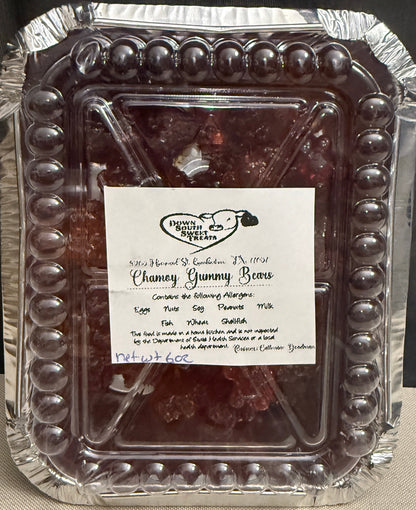 DOWN
SOUTH
SWEET
TREATS
St. TX
Chamoy Gummy Bears
Contains the following Allergens:
Eggs Nuts Soy Peanuts Milk
Fish Wheat Shellfish
This food is made in a home kitchen and is not inspected
by the Department of State Health Services or a local
health department.
net wt 6oz